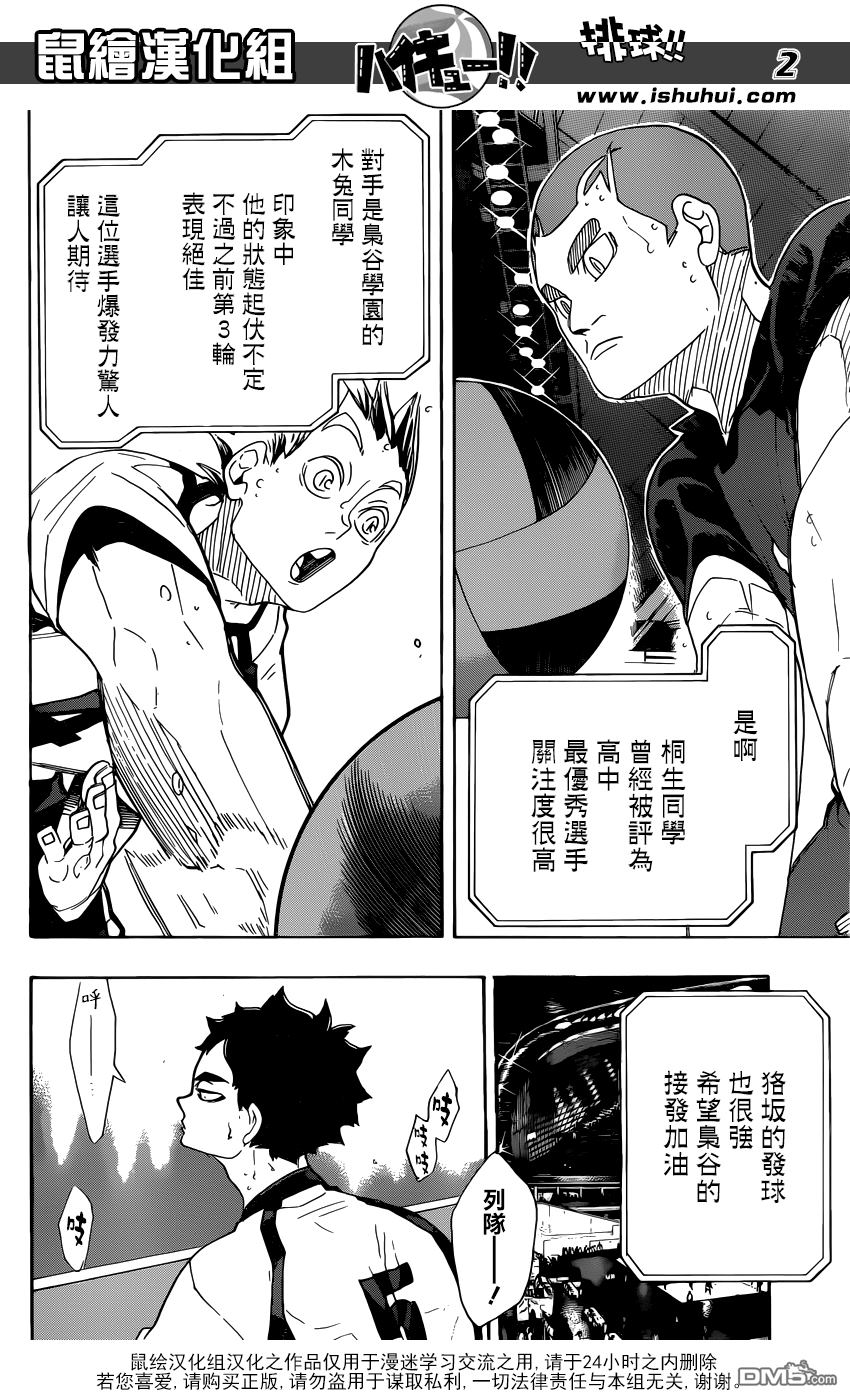 鼠繪漢化組
ハイキュー!!
排球!!
2
www.ishuhui.com
是啊
桐生同學
曾經被評為
高中
最優秀選手
關注度很高
對手是梟谷學園的
木兔同學
印象中
他的狀態起伏不定
不過之前第3輪
表現絕佳
這位選手爆發力驚人
讓人期待
狢坂的發球
也很強
希望梟谷的
接發加油
列隊——!
吱
吱吱
呼——
吱
5
鼠绘汉化组汉化之作品仅用于漫迷学习交流之用, 请于24小时之内删除
若您喜爱, 请购买正版, 请勿滥用于谋取私利, 一切法律责任与本组无关, 谢谢。
DM5.com